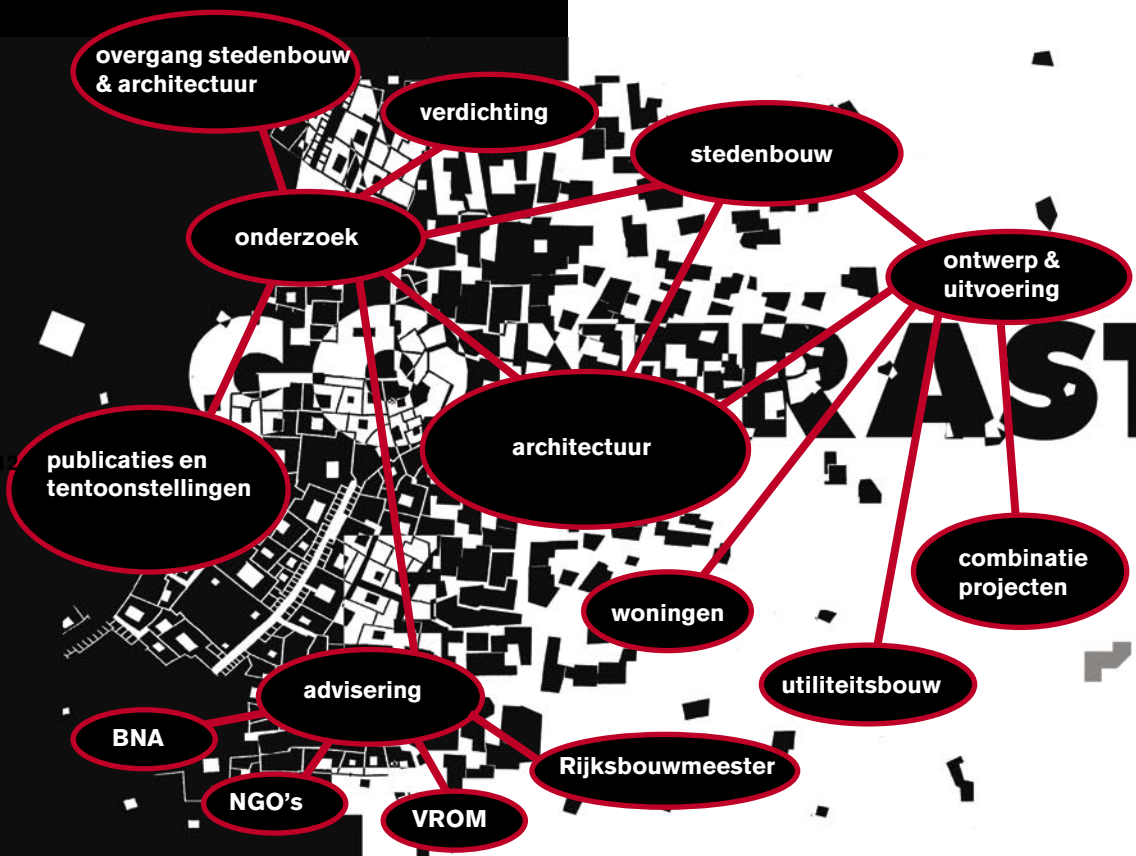 overgang stedenbouw
& architectuur
verdichting
stedenbouw
onderzoek
ontwerp &
uitvoering
architectuur
publicaties en
tentoonstellingen
12
combinatie
projecten
woningen
utiliteitsbouw
advisering
BNA
Rijksbouwmeester
NGO's
VROM